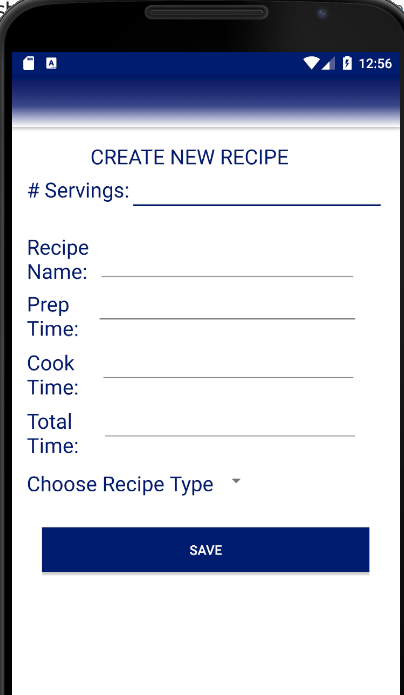 12:56
CREATE NEW RECIPE
# Servings:
Recipe
Name:
Prep
Time:
Cook
Time:
Total
Time:
Choose Recipe Type
SAVE